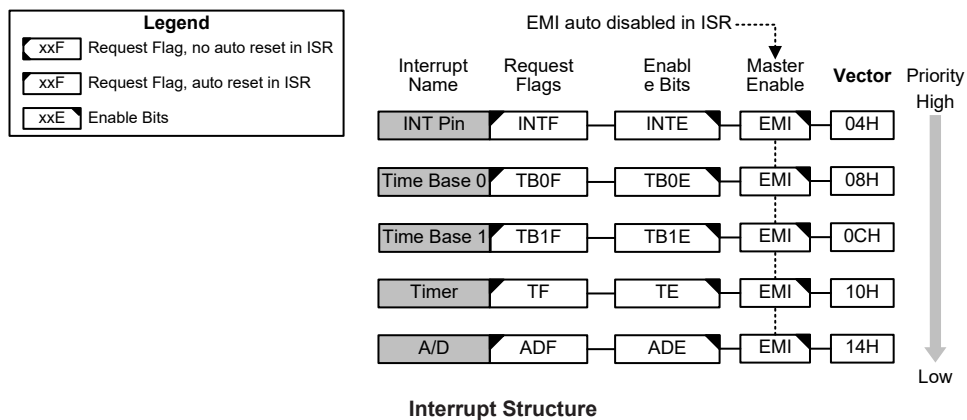 Legend
xxF Request Flag, no auto reset in ISR
xxF Request Flag, auto reset in ISR
xxE Enable Bits
EMI auto disabled in ISR
Interrupt Name
Request Flags
Enabl
e Bits
Master Enable
Vector
Priority
High
INT Pin INTF INTE EMI 04H
Time Base 0 TB0F TB0E EMI 08H
Time Base 1 TB1F TB1E EMI 0CH
Timer TF TE EMI 10H
A/D ADF ADE EMI 14H
Low
Interrupt Structure